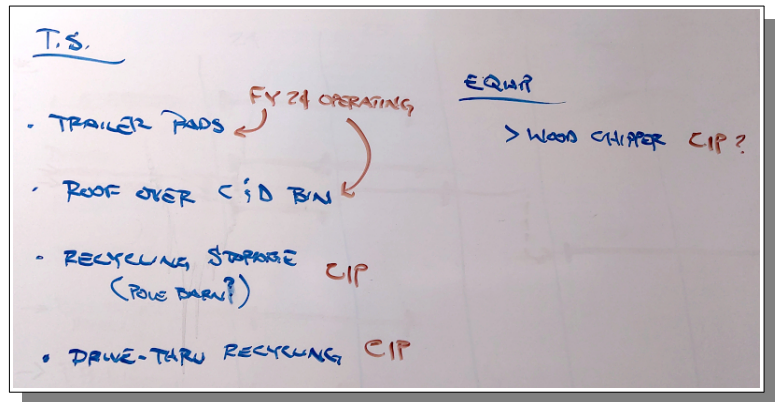 T.S.
FY 24 OPERATING
• TRAILER PADS
• ROOF OVER C & D BIN
• RECYCLING STORAGE CIP
(POLE BARN?)
• DRIVE-THRU RECYCLING CIP
EQUIP
> WOOD CHIPPER CIP?